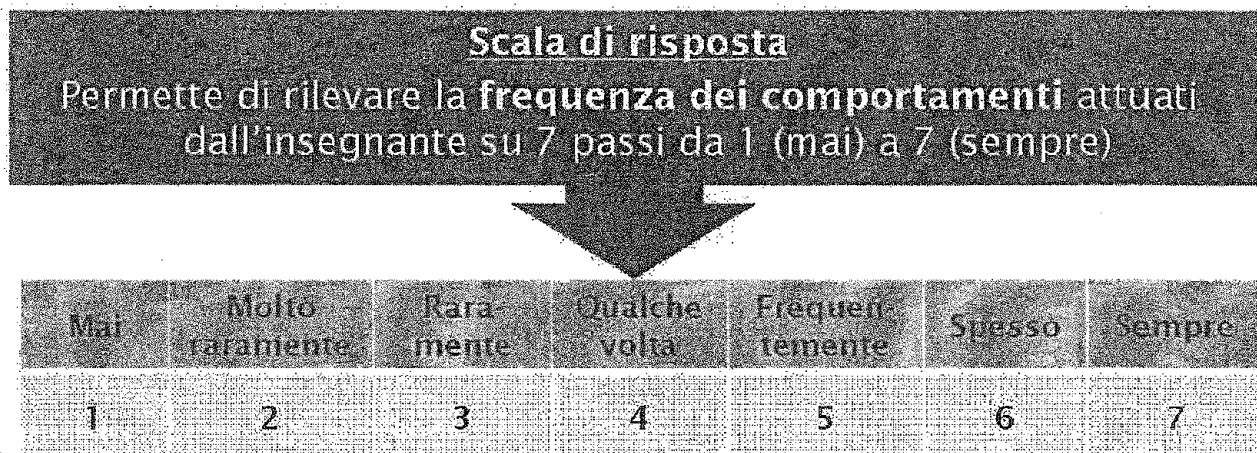 Scala di risposta
Permette di rilevare la frequenza dei comportamenti attuati
dall'insegnante su 7 passi da 1 (mai) a 7 (sempre)
Mai
Molto
raramente
Rara-
mente
Qualche
volta
Frequen-
temente
Spesso
Sempre
1 2 3 4 5 6 7